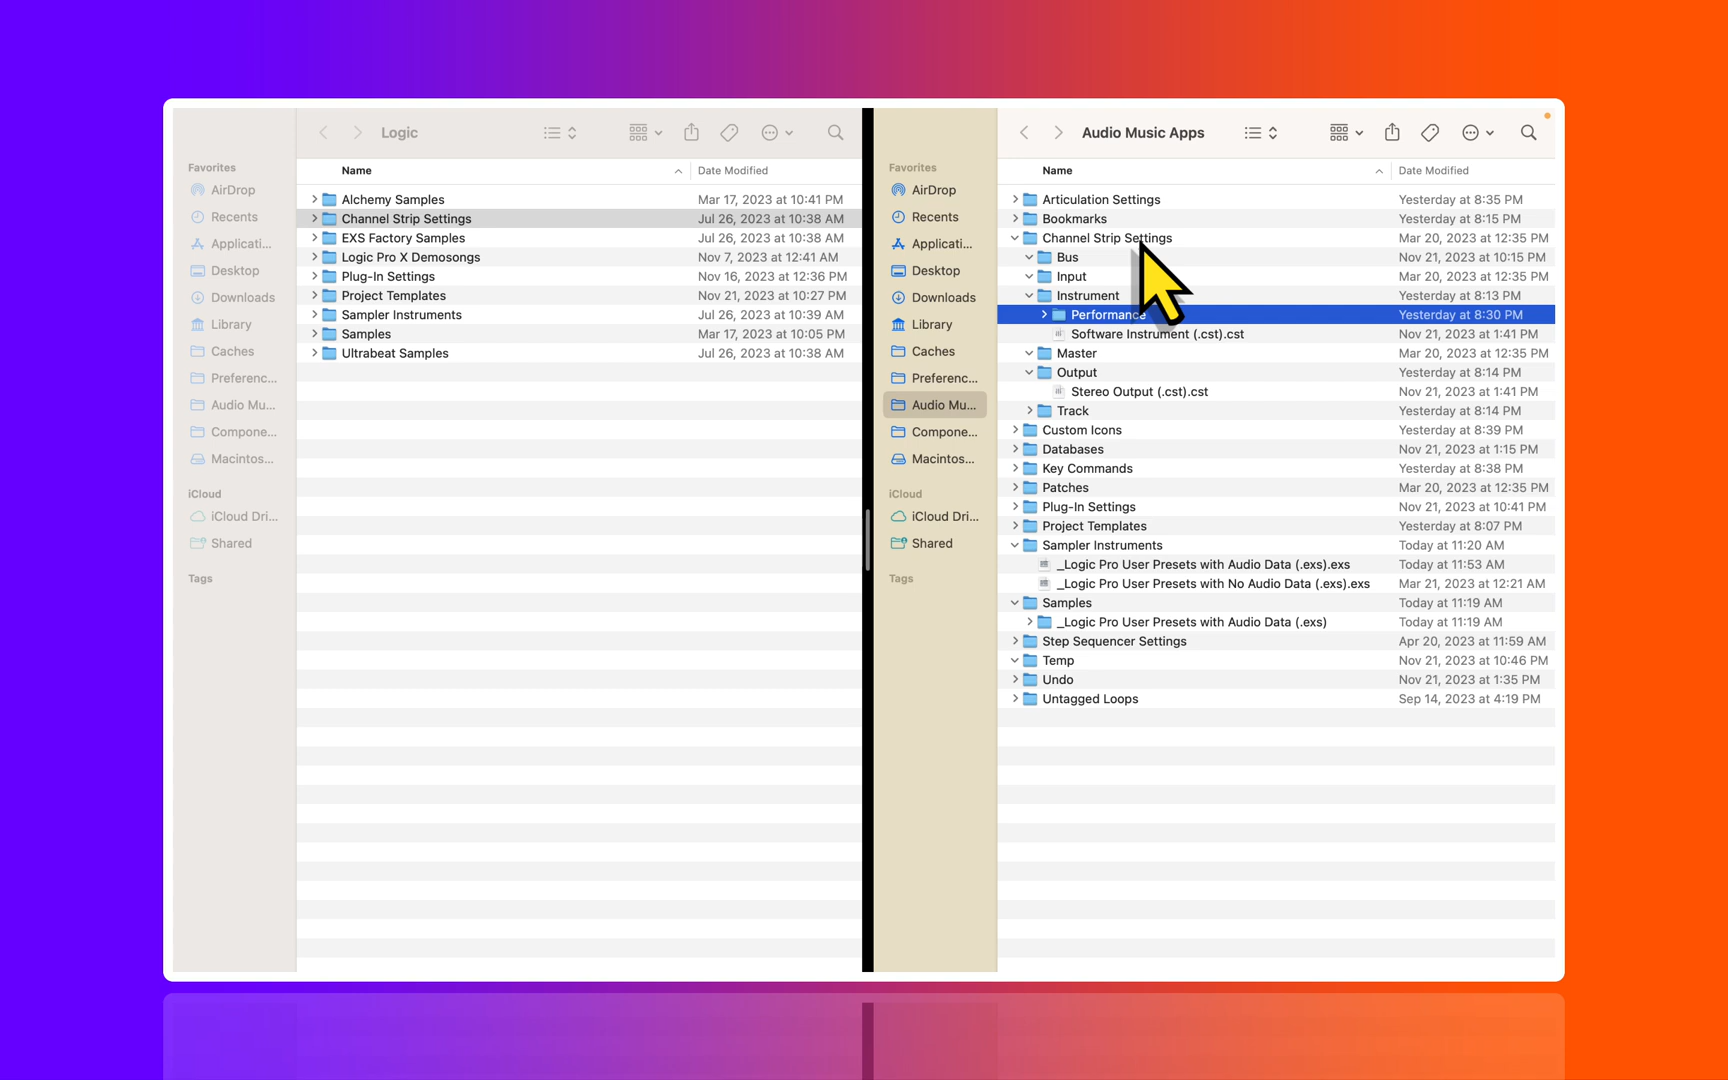 Logic
Favorites
AirDrop
Recents
Applicati...
Desktop
Downloads
Library
Caches
Preferenc...
Audio Mu...
Compone...
Macintos...
iCloud
iCloud Dri...
Shared
Tags
Name Date Modified
Alchemy Samples Mar 17, 2023 at 10:41 PM
Channel Strip Settings Jul 26, 2023 at 10:38 AM
EXS Factory Samples Jul 26, 2023 at 10:38 AM
Logic Pro X Demosongs Nov 7, 2023 at 12:41 AM
Plug-In Settings Nov 16, 2023 at 12:36 PM
Project Templates Nov 21, 2023 at 10:27 PM
Sampler Instruments Jul 26, 2023 at 10:39 AM
Samples Mar 17, 2023 at 10:05 PM
Ultrabeat Samples Jul 26, 2023 at 10:38 AM
Audio Music Apps
Favorites
AirDrop
Recents
Applicati...
Desktop
Downloads
Library
Caches
Preferenc...
Audio Mu...
Compone...
Macintos...
iCloud
iCloud Dri...
Shared
Tags
Name Date Modified
Articulation Settings Yesterday at 8:35 PM
Bookmarks Yesterday at 8:15 PM
Channel Strip Settings Mar 20, 2023 at 12:35 PM
Bus Nov 21, 2023 at 10:15 PM
Input Mar 20, 2023 at 12:35 PM
Instrument Yesterday at 8:13 PM
Performance Yesterday at 8:30 PM
Software Instrument (.cst).cst Nov 21, 2023 at 1:41 PM
Master Mar 20, 2023 at 12:35 PM
Output Yesterday at 8:14 PM
Stereo Output (.cst).cst Nov 21, 2023 at 1:41 PM
Track Yesterday at 8:14 PM
Custom Icons Yesterday at 8:39 PM
Databases Nov 21, 2023 at 1:15 PM
Key Commands Yesterday at 8:38 PM
Patches Mar 20, 2023 at 12:35 PM
Plug-In Settings Nov 21, 2023 at 10:41 PM
Project Templates Yesterday at 8:07 PM
Sampler Instruments Today at 11:20 AM
_Logic Pro User Presets with Audio Data (.exs).exs Today at 11:53 AM
_Logic Pro User Presets with No Audio Data (.exs).exs Mar 21, 2023 at 12:21 AM
Samples Today at 11:19 AM
_Logic Pro User Presets with Audio Data (.exs) Today at 11:19 AM
Step Sequencer Settings Apr 20, 2023 at 11:59 AM
Temp Nov 21, 2023 at 10:46 PM
Undo Nov 21, 2023 at 1:35 PM
Untagged Loops Sep 14, 2023 at 4:19 PM